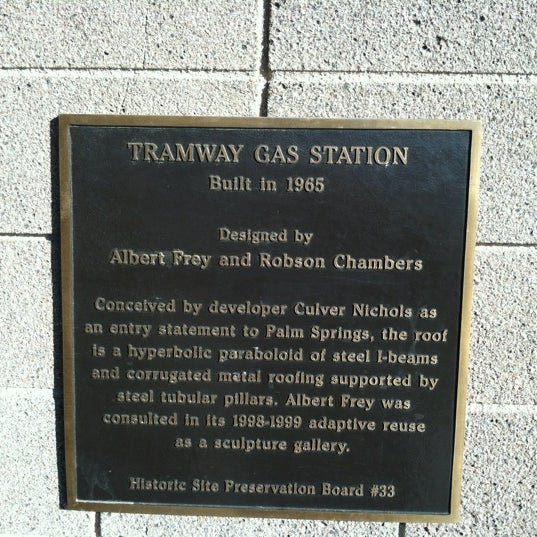 TRAMWAY GAS STATION
Built in 1965
Designed by
Albert Frey and Robson Chambers
Conceived by developer Culver Nichols as
an entry statement to Palm Springs, the roof
is a hyperbolic paraboloid of steel I-beams
and corrugated metal roofing supported by
steel tubular pillars. Albert Frey was
consulted in its 1998-1999 adaptive reuse
as a sculpture gallery.
Historic Site Preservation Board #33